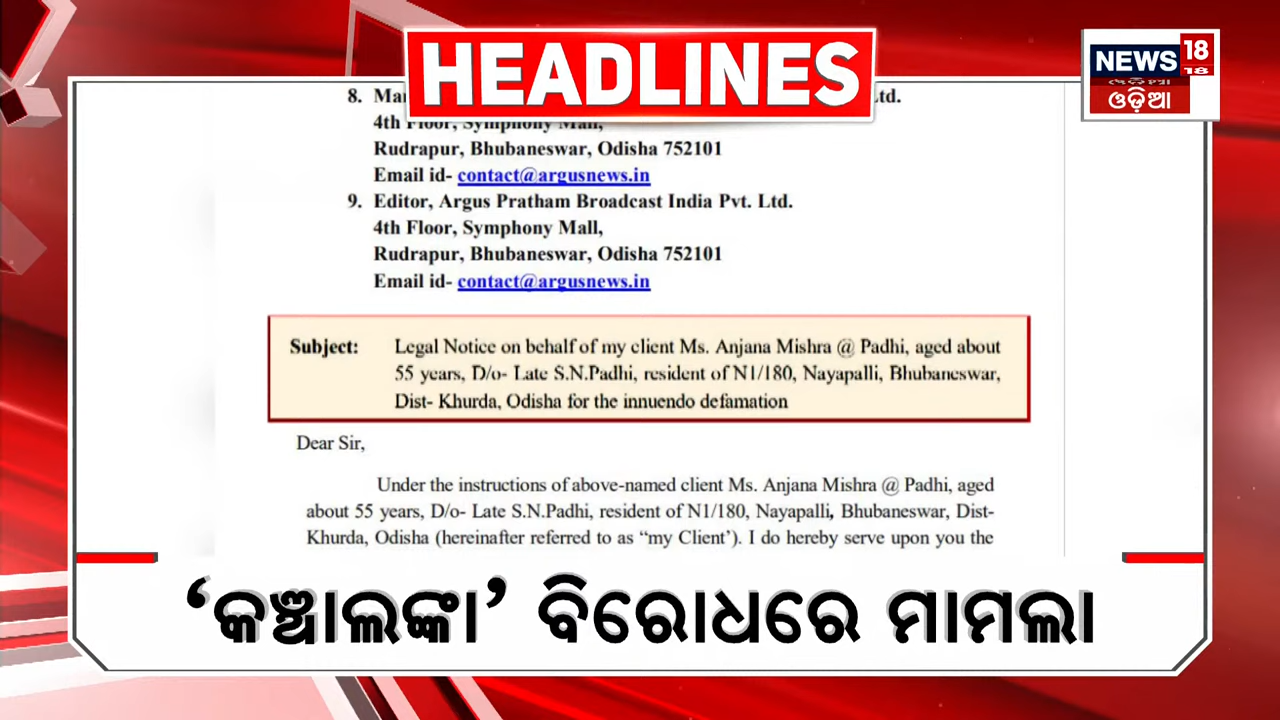 HEADLINES
NEWS 18
ଓଡ଼ିଆ
8. Ltd.
4th Floor, Symphony Mall,
Rudrapur, Bhubaneswar, Odisha 752101
Email id- contact@argusnews.in
9. Editor, Argus Pratham Broadcast India Pvt. Ltd.
4th Floor, Symphony Mall,
Rudrapur, Bhubaneswar, Odisha 752101
Email id- contact@argusnews.in
Subject: Legal Notice on behalf of my client Ms. Anjana Mishra @ Padhi, aged about
55 years, D/o- Late S.N.Padhi, resident of N1/180, Nayapalli, Bhubaneswar,
Dist- Khurda, Odisha for the innuendo defamation
Dear Sir,
Under the instructions of above-named client Ms. Anjana Mishra @ Padhi, aged
about 55 years, D/o- Late S.N.Padhi, resident of N1/180, Nayapalli, Bhubaneswar, Dist-
Khurda, Odisha (hereinafter referred to as “my Client’). I do hereby serve upon you the
‘କଞ୍ଚାଲଙ୍କା’ ବିରୋଧରେ ମାମଲା